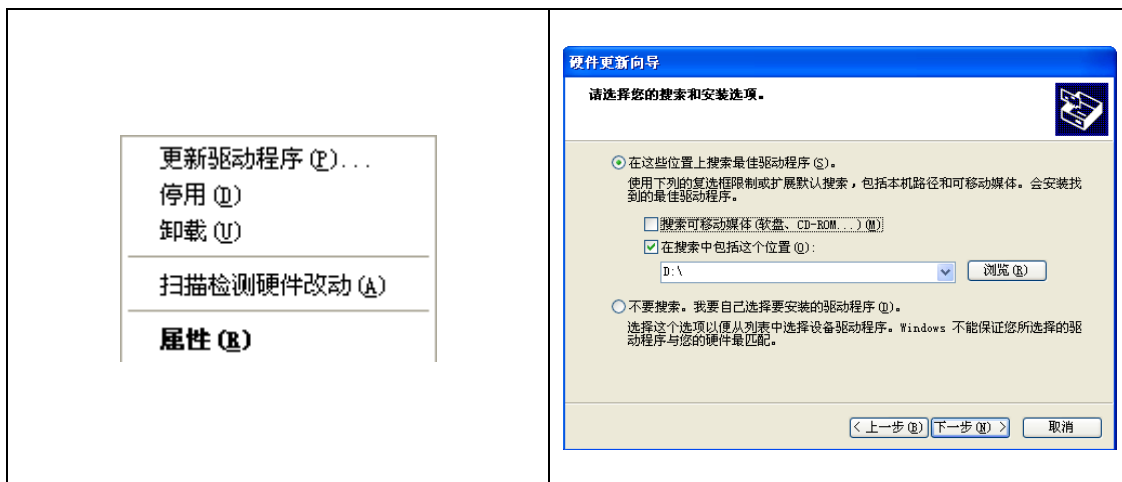 更新驱动程序(P)...
停用(D)
卸载(U)
扫描检测硬件改动(A)
属性(R)
硬件更新向导
请选择您的搜索和安装选项。
在这些位置上搜索最佳驱动程序(S)。
使用下列的复选框限制或扩展默认搜索，包括本机路径和可移动媒体。会安装找
到的最佳驱动程序。
搜索可移动媒体(软盘、CD-ROM...)(M)
在搜索中包括这个位置(O):
D:\
浏览(R)
不要搜索。我要自己选择要安装的驱动程序(D)。
选择这个选项以便从列表中选择设备驱动程序。Windows 不能保证您所选择的驱
动程序与您的硬件最匹配。
< 上一步(B) 下一步(N) > 取消